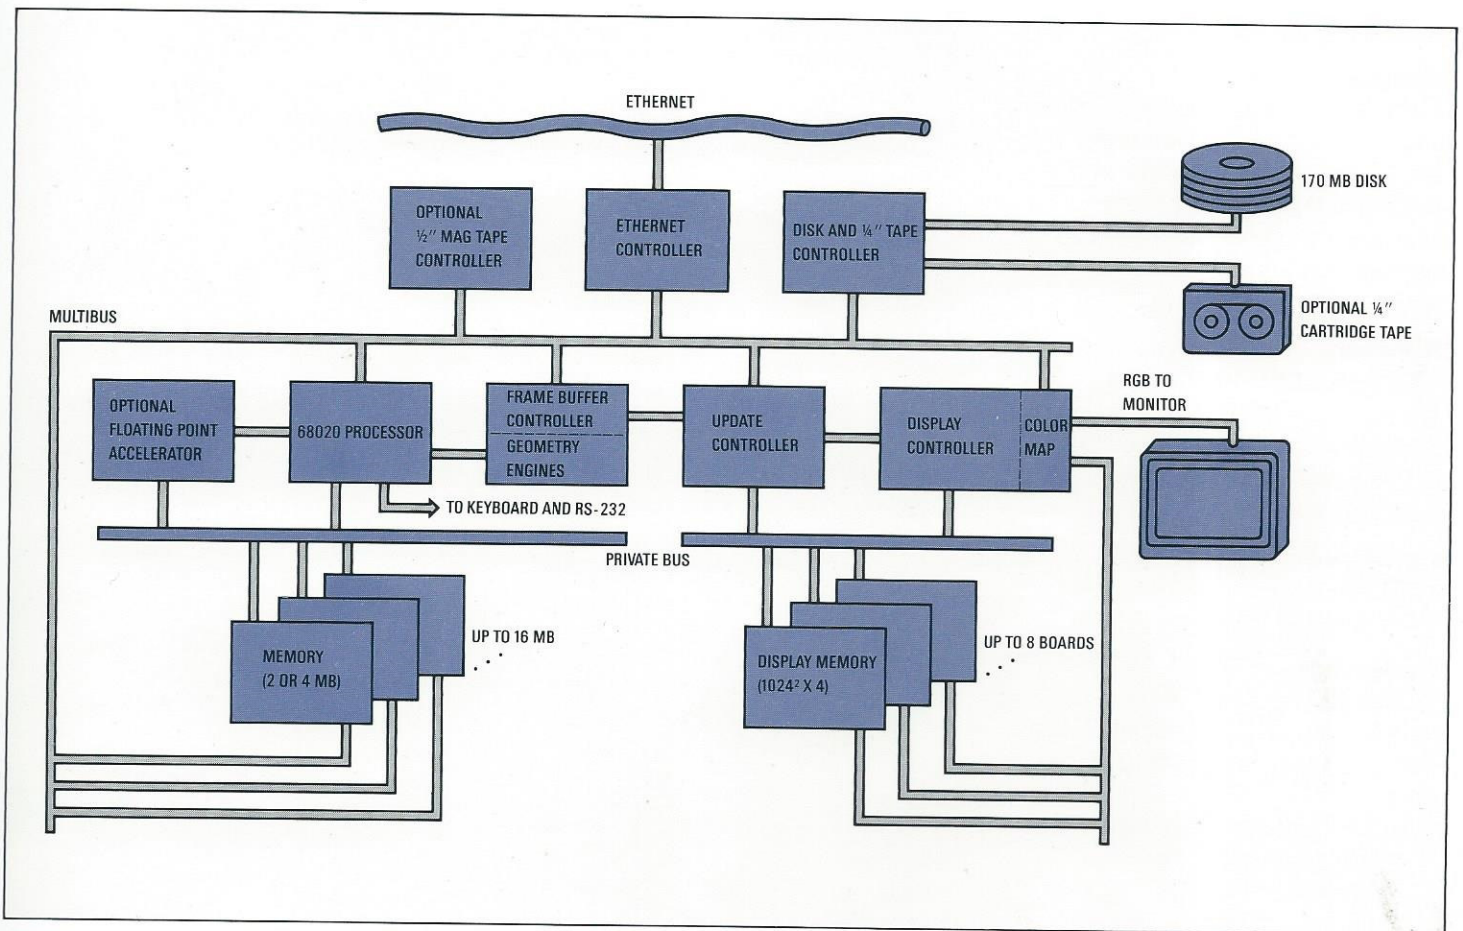 ETHERNET
170 MB DISK
OPTIONAL
½" MAG TAPE
CONTROLLER
ETHERNET
CONTROLLER
DISK AND ¼" TAPE
CONTROLLER
OPTIONAL ¼"
CARTRIDGE TAPE
MULTIBUS
RGB TO
MONITOR
OPTIONAL
FLOATING POINT
ACCELERATOR
68020 PROCESSOR
FRAME BUFFER
CONTROLLER
GEOMETRY
ENGINES
UPDATE
CONTROLLER
DISPLAY
CONTROLLER
COLOR
MAP
TO KEYBOARD AND RS-232
PRIVATE BUS
MEMORY
(2 OR 4 MB)
UP TO 16 MB
DISPLAY MEMORY
(1024² X 4)
UP TO 8 BOARDS